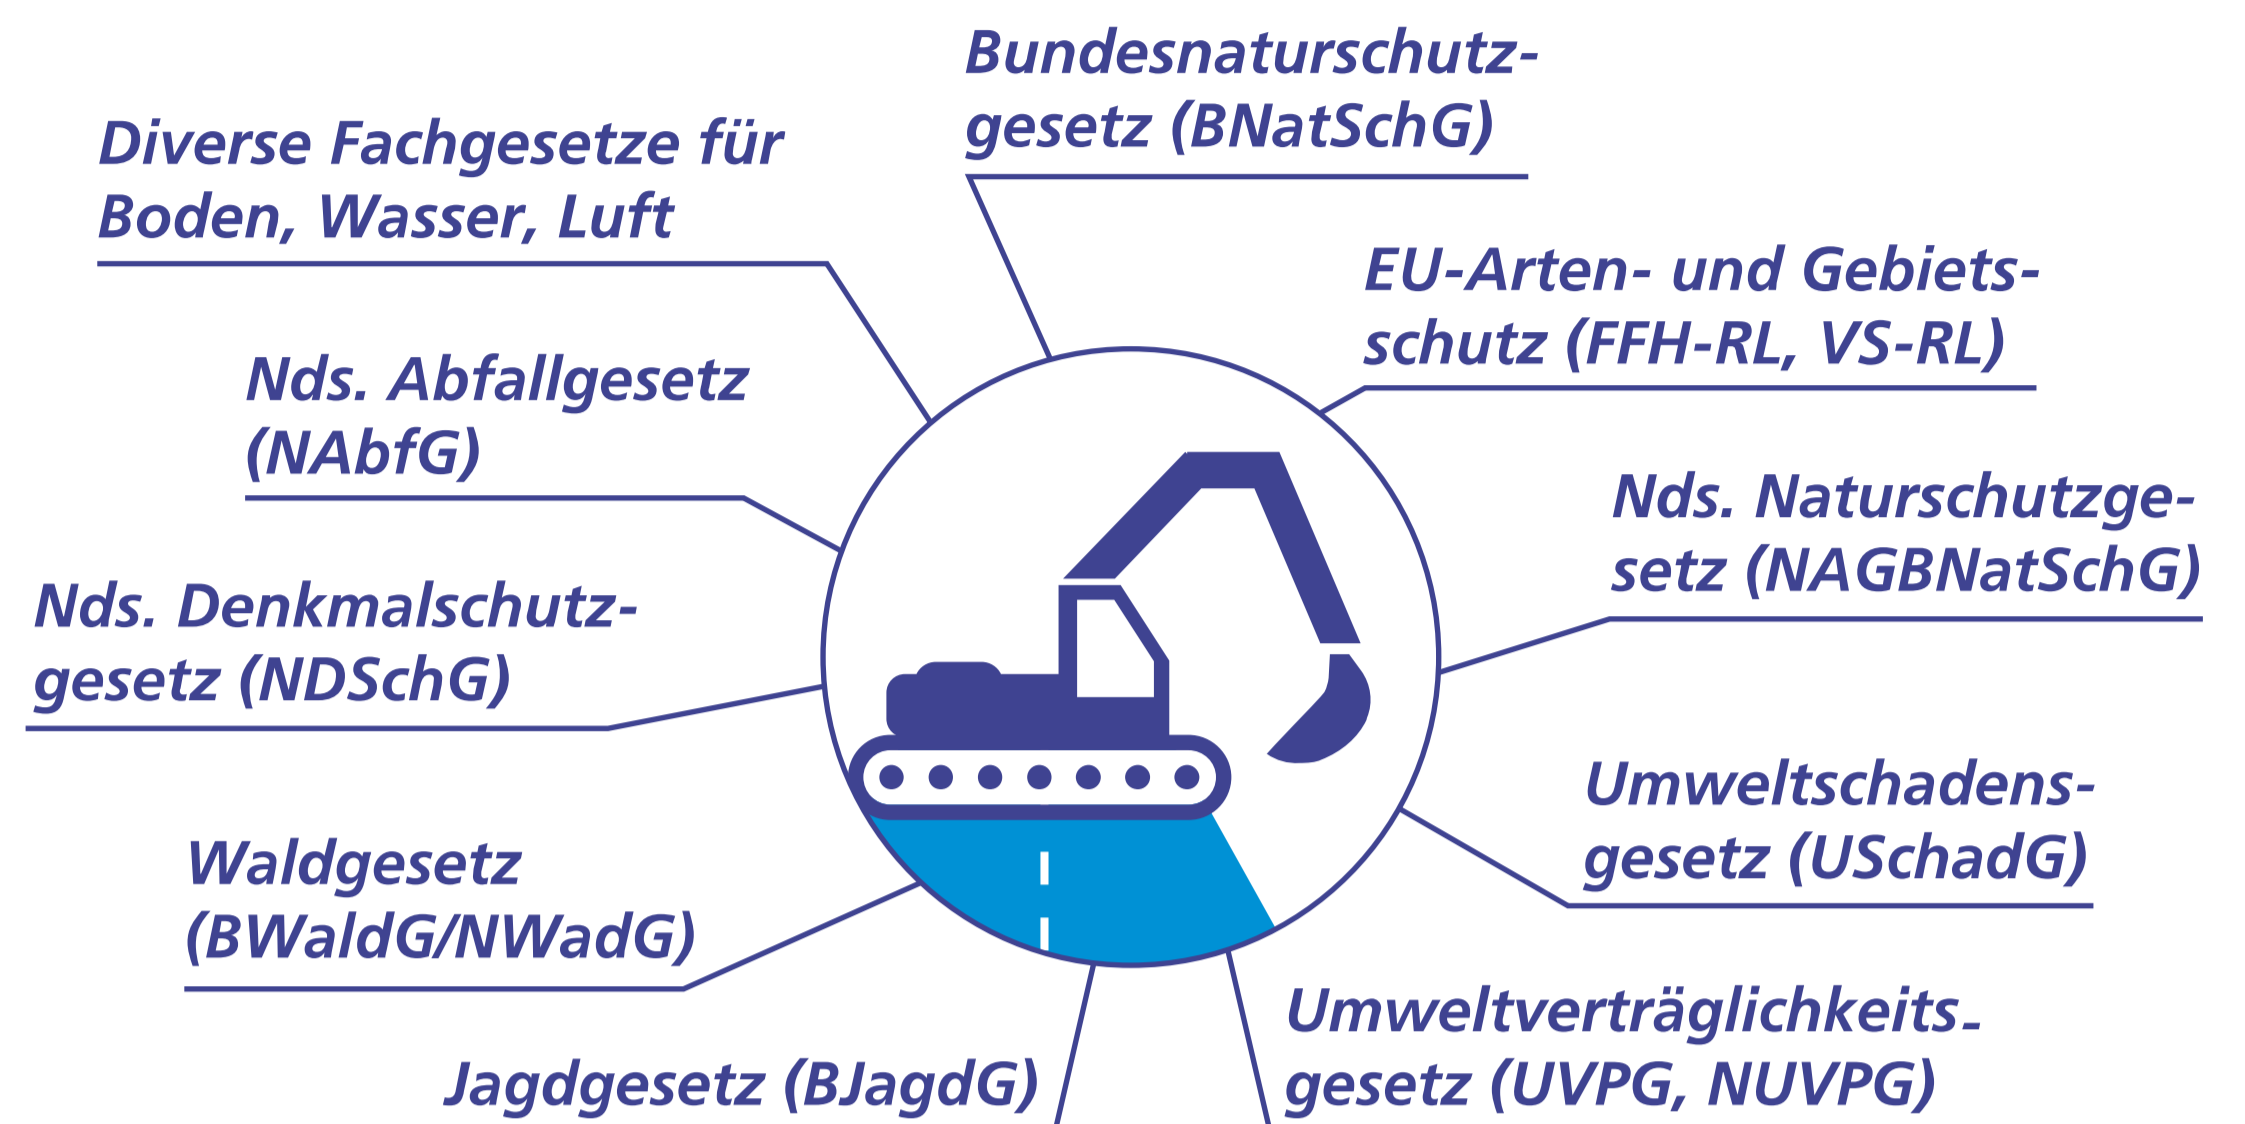 Bundesnaturschutz-
gesetz (BNatSchG)
Diverse Fachgesetze für
Boden, Wasser, Luft
EU-Arten- und Gebiets-
schutz (FFH-RL, VS-RL)
Nds. Abfallgesetz
(NAbfG)
Nds. Naturschutzge-
setz (NAGBNatSchG)
Nds. Denkmalschutz-
gesetz (NDSchG)
Umweltschadens-
gesetz (USchadG)
Waldgesetz
(BWaldG/NWadG)
Umweltverträglichkeits-
gesetz (UVPG, NUVPG)
Jagdgesetz (BJagdG)